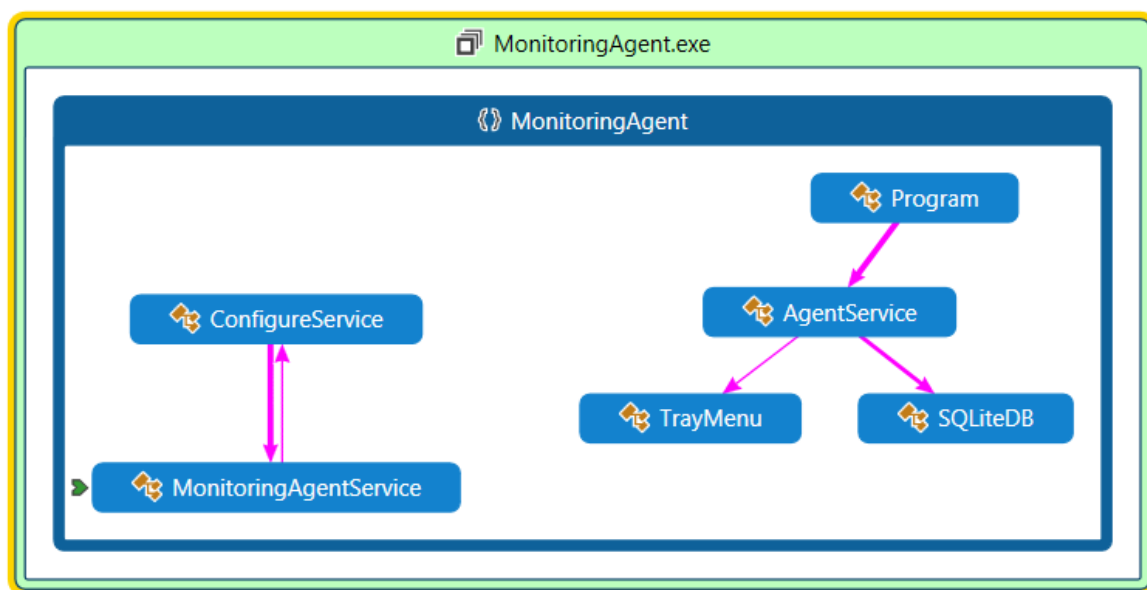 MonitoringAgent.exe
MonitoringAgent
Program
ConfigureService
AgentService
TrayMenu
SQLiteDB
MonitoringAgentService